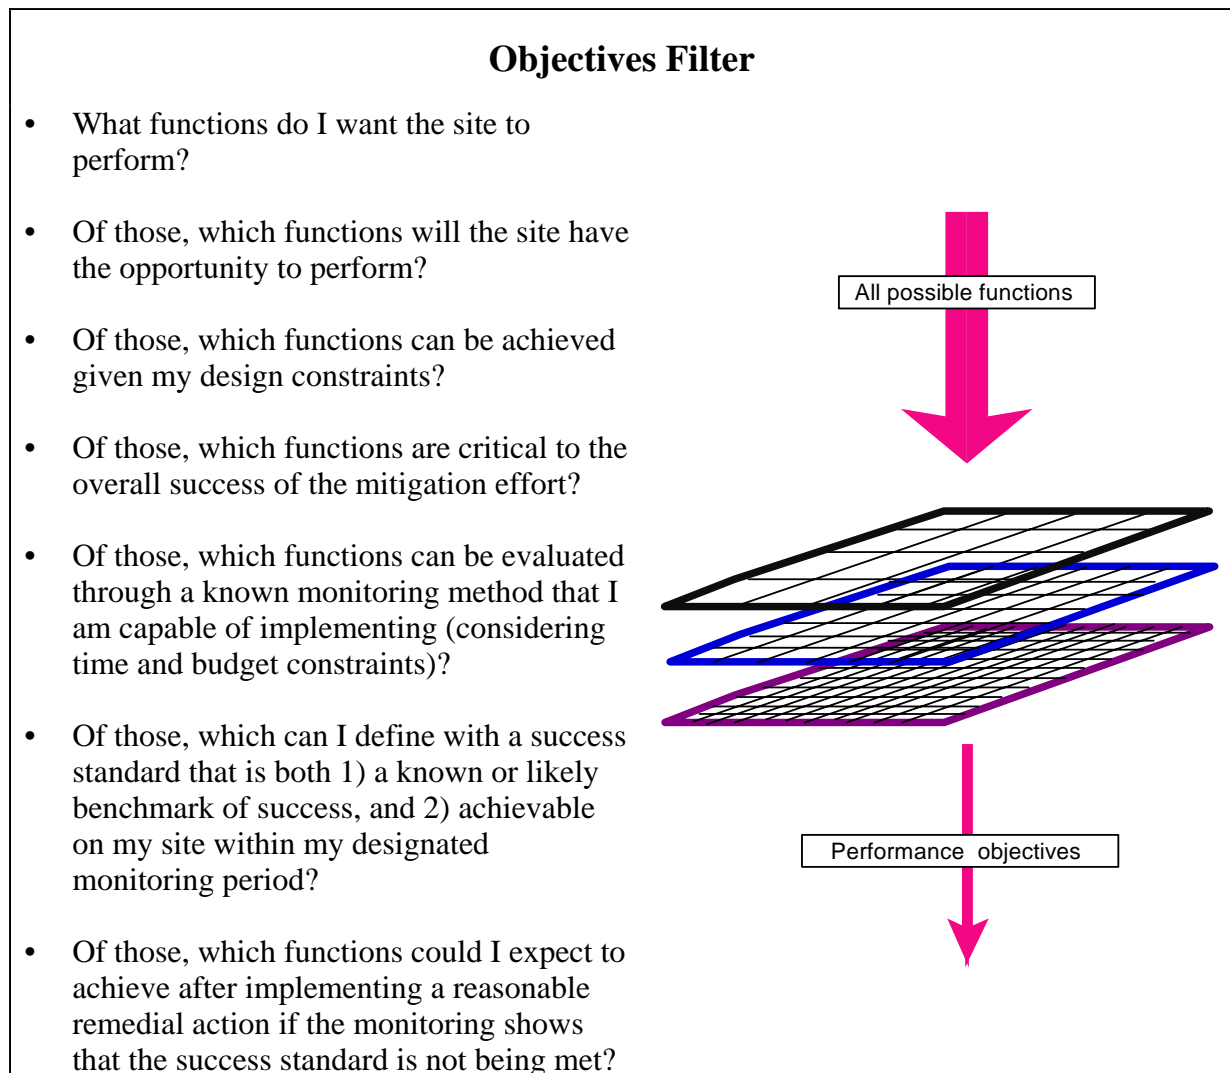 Objectives Filter
• What functions do I want the site to
perform?
• Of those, which functions will the site have
the opportunity to perform?
• Of those, which functions can be achieved
given my design constraints?
• Of those, which functions are critical to the
overall success of the mitigation effort?
• Of those, which functions can be evaluated
through a known monitoring method that I
am capable of implementing (considering
time and budget constraints)?
• Of those, which can I define with a success
standard that is both 1) a known or likely
benchmark of success, and 2) achievable
on my site within my designated
monitoring period?
• Of those, which functions could I expect to
achieve after implementing a reasonable
remedial action if the monitoring shows
that the success standard is not being met?
All possible functions
Performance objectives